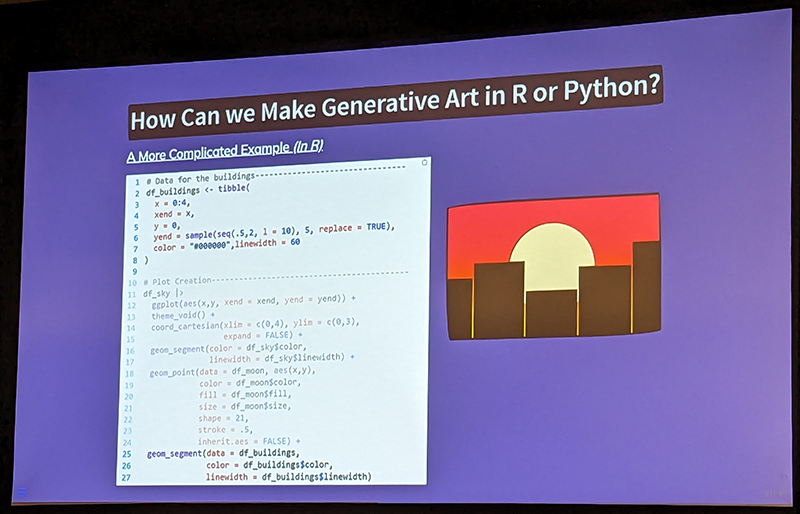 How Can we Make Generative Art in R or Python?
A More Complicated Example (In R)
1 # Data for the buildings-----------------------------------
2 df_buildings <- tibble(
3 x = 0:4,
4 xend = x,
5 y = 0,
6 yend = sample(seq(.5,2, l = 10), 5, replace = TRUE),
7 color = "#000000",linewidth = 60
8 )
9
10 # Plot Creation---------------------------------------------
11 df_sky |>
12 ggplot(aes(x,y, xend = xend, yend = yend)) +
13 theme_void() +
14 coord_cartesian(xlim = c(0,4), ylim = c(0,3),
15 expand = FALSE) +
16 geom_segment(color = df_sky$color,
17 linewidth = df_sky$linewidth) +
18 geom_point(data = df_moon, aes(x,y),
19 color = df_moon$color,
20 fill = df_moon$fill,
21 size = df_moon$size,
22 shape = 21,
23 stroke = .5,
24 inherit.aes = FALSE) +
25 geom_segment(data = df_buildings,
26 color = df_buildings$color,
27 linewidth = df_buildings$linewidth)